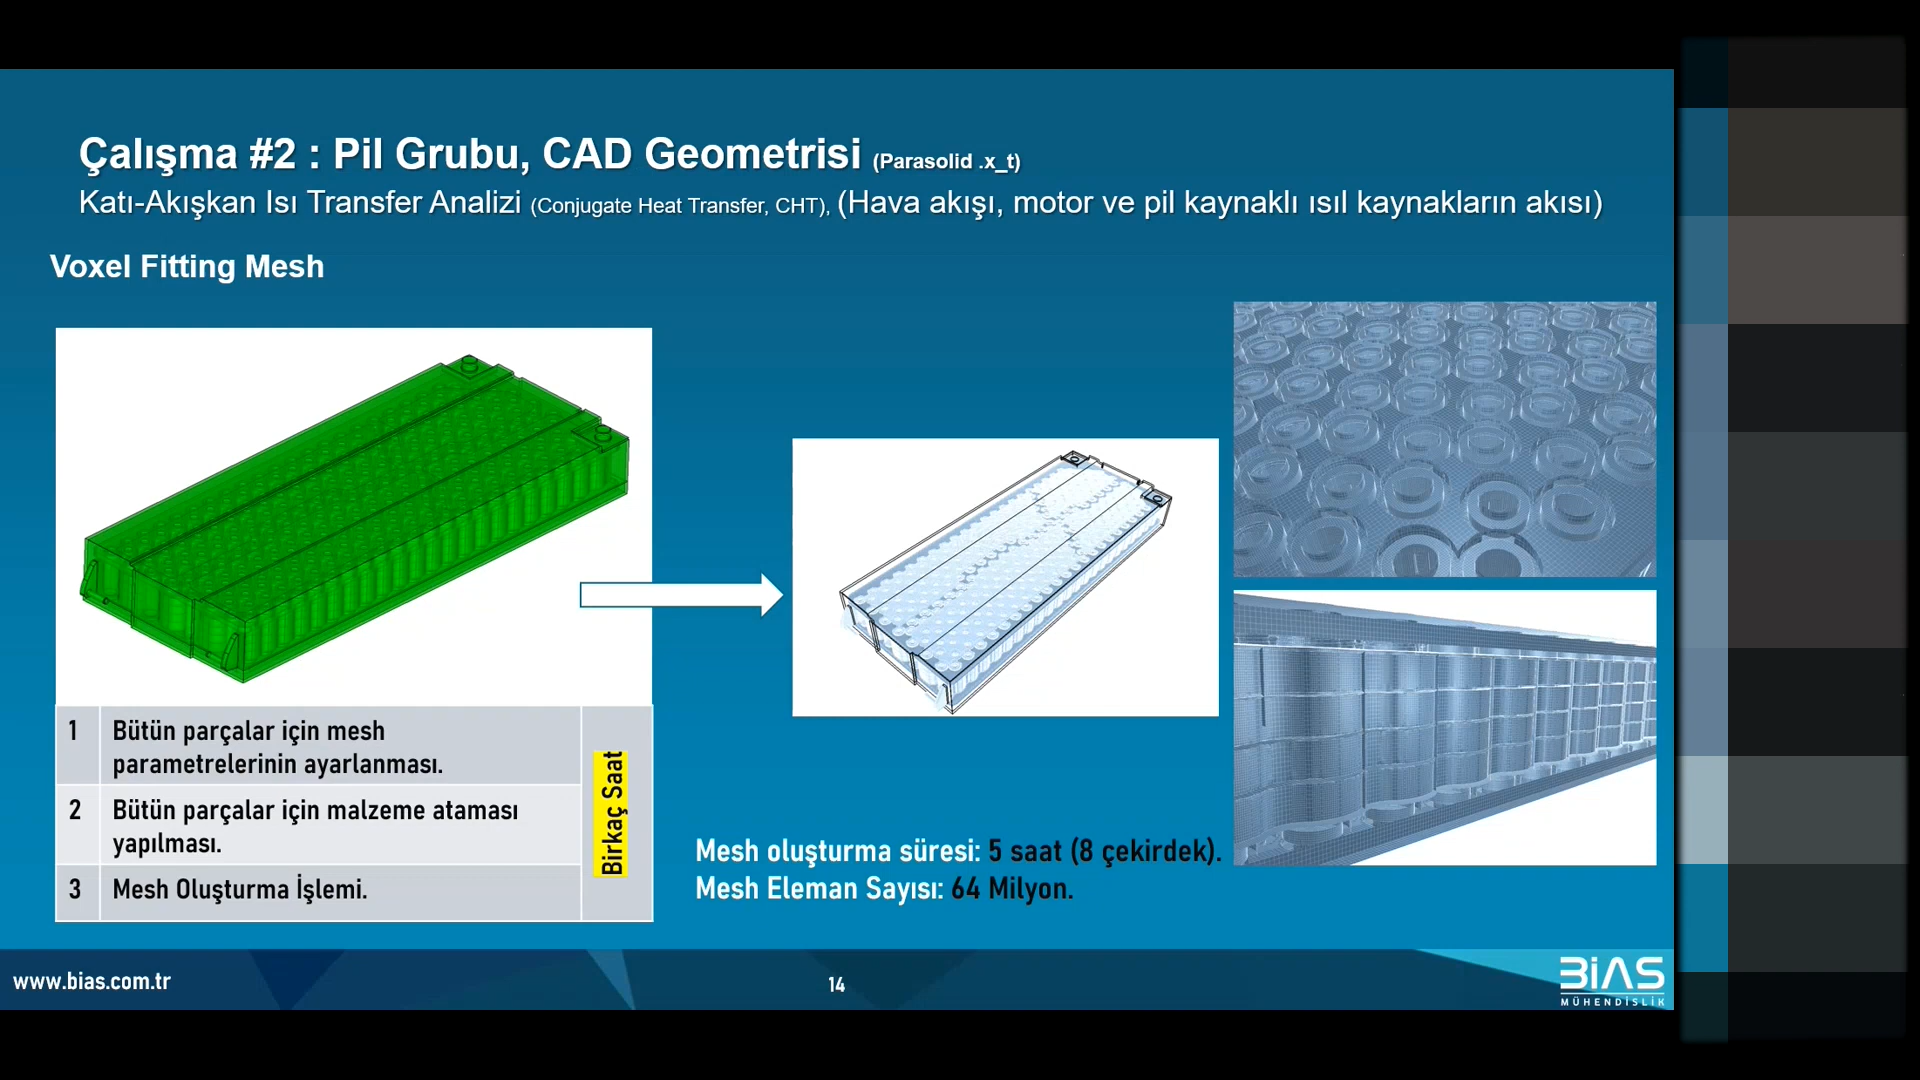 Çalışma #2 : Pil Grubu, CAD Geometrisi (Parasolid .x_t)
Katı-Akışkan Isı Transfer Analizi (Conjugate Heat Transfer, CHT), (Hava akışı, motor ve pil kaynaklı ısıl kaynakların akısı)
Voxel Fitting Mesh
1 Bütün parçalar için mesh
parametrelerinin ayarlanması.
2 Bütün parçalar için malzeme ataması
yapılması.
3 Mesh Oluşturma İşlemi.
Birkaç Saat
Mesh oluşturma süresi: 5 saat (8 çekirdek).
Mesh Eleman Sayısı: 64 Milyon.
www.bias.com.tr
14
BiAS
MÜHENDİSLİK